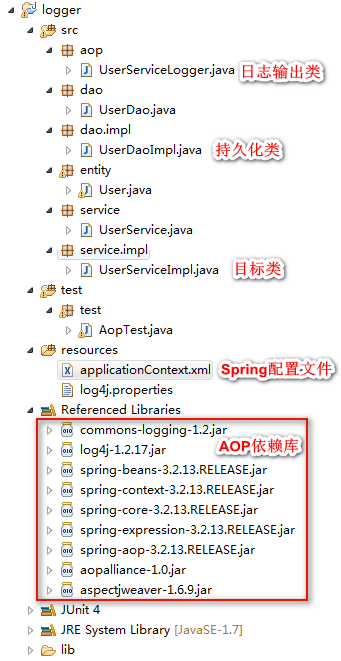 logger
src
aop
UserServiceLogger.java 日志输出类
dao
UserDao.java
dao.impl
UserDaoImpl.java 持久化类
entity
User.java
service
UserService.java
service.impl
UserServiceImpl.java 目标类
test
test
AopTest.java
resources
applicationContext.xml Spring配置文件
log4j.properties
Referenced Libraries
commons-logging-1.2.jar AOP依赖库
log4j-1.2.17.jar
spring-beans-3.2.13.RELEASE.jar
spring-context-3.2.13.RELEASE.jar
spring-core-3.2.13.RELEASE.jar
spring-expression-3.2.13.RELEASE.jar
spring-aop-3.2.13.RELEASE.jar
aopalliance-1.0.jar
aspectjweaver-1.6.9.jar
JUnit 4
JRE System Library [JavaSE-1.7]
lib